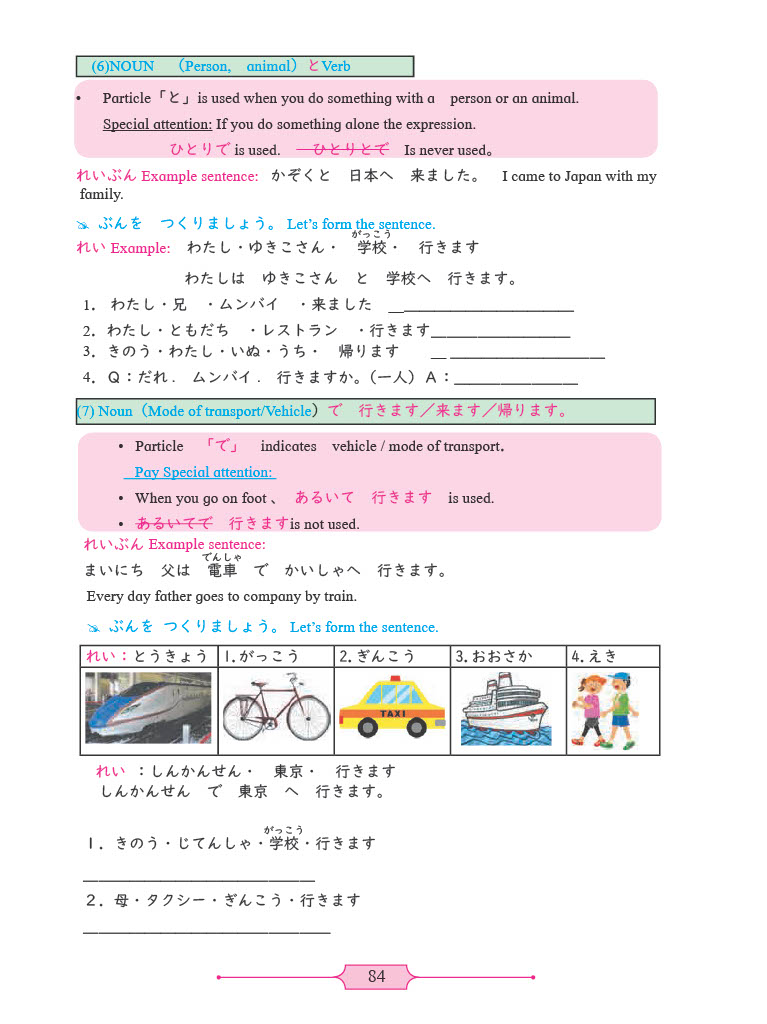 (6)NOUN （Person, animal）とVerb
• Particle「と」is used when you do something with a person or an animal.
Special attention: If you do something alone the expression.
ひとりで is used. ひとりとで Is never used。
れいぶん Example sentence: かぞくと 日本へ 来ました。 I came to Japan with my
family.
ぶんを つくりましょう。 Let's form the sentence.
がっこう
れい Example: わたし・ゆきこさん・ 学校・ 行きます
わたしは ゆきこさん と 学校へ 行きます。
1. わたし・兄 ・ムンバイ ・来ました ______________________
2. わたし・ともだち ・レストラン ・行きます__________________
3. きのう・わたし・いぬ・うち・ 帰ります __ ____________________
4. Q：だれ . ムンバイ . 行きますか。（一人）A：________________
(7) Noun（Mode of transport/Vehicle）で 行きます／来ます／帰ります。
• Particle 「で」 indicates vehicle / mode of transport.
Pay Special attention:
• When you go on foot 、 あるいて 行きます is used.
• あるいてで 行きますis not used.
れいぶん Example sentence:
でんしゃ
まいにち 父は 電車 で かいしゃへ 行きます。
Every day father goes to company by train.
ぶんを つくりましょう。 Let's form the sentence.
れい：とうきょう 1.がっこう 2.ぎんこう 3.おおさか 4.えき
TAXI
れい ：しんかんせん・ 東京・ 行きます
しんかんせん で 東京 へ 行きます。
がっこう
１. きのう・じてんしゃ・学校・行きます
______________________________
２. 母・タクシー・ぎんこう・行きます
________________________________
84